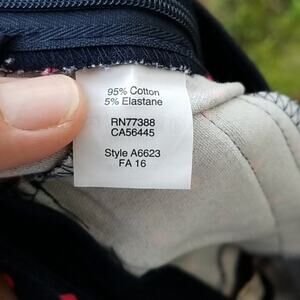 95% Cotton
5% Elastane
RN77388
CA56445
Style A6623
FA 16